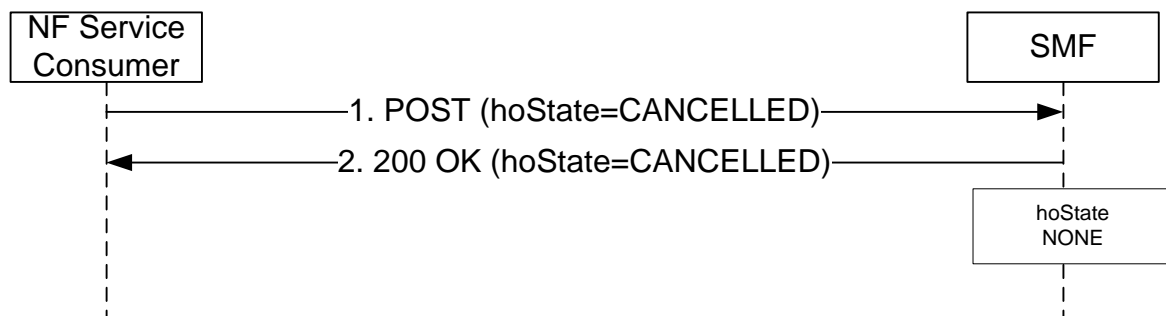 NF Service
Consumer
SMF
1. POST (hoState=CANCELLED)
2. 200 OK (hoState=CANCELLED)
hoState
NONE